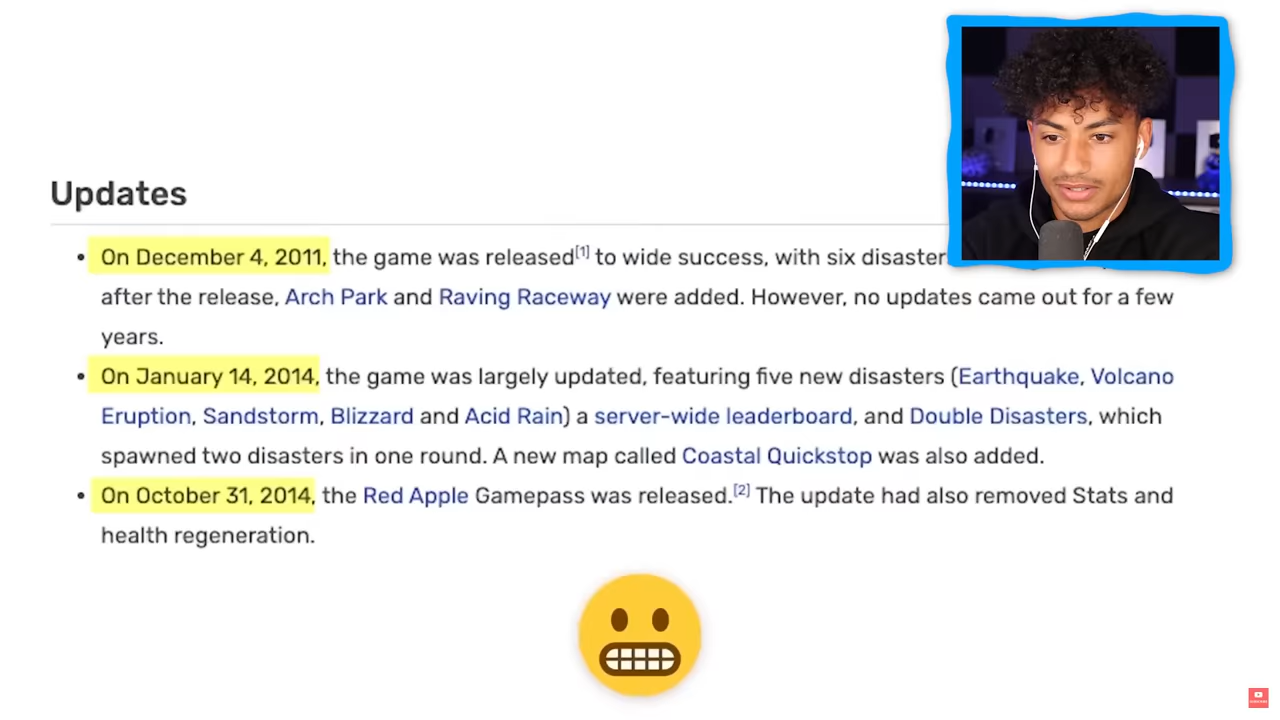 Updates
On December 4, 2011, the game was released[1] to wide success, with six disaster
after the release, Arch Park and Raving Raceway were added. However, no updates came out for a few
years.
On January 14, 2014, the game was largely updated, featuring five new disasters (Earthquake, Volcano
Eruption, Sandstorm, Blizzard and Acid Rain) a server-wide leaderboard, and Double Disasters, which
spawned two disasters in one round. A new map called Coastal Quickstop was also added.
On October 31, 2014, the Red Apple Gamepass was released.[2] The update had also removed Stats and
health regeneration.